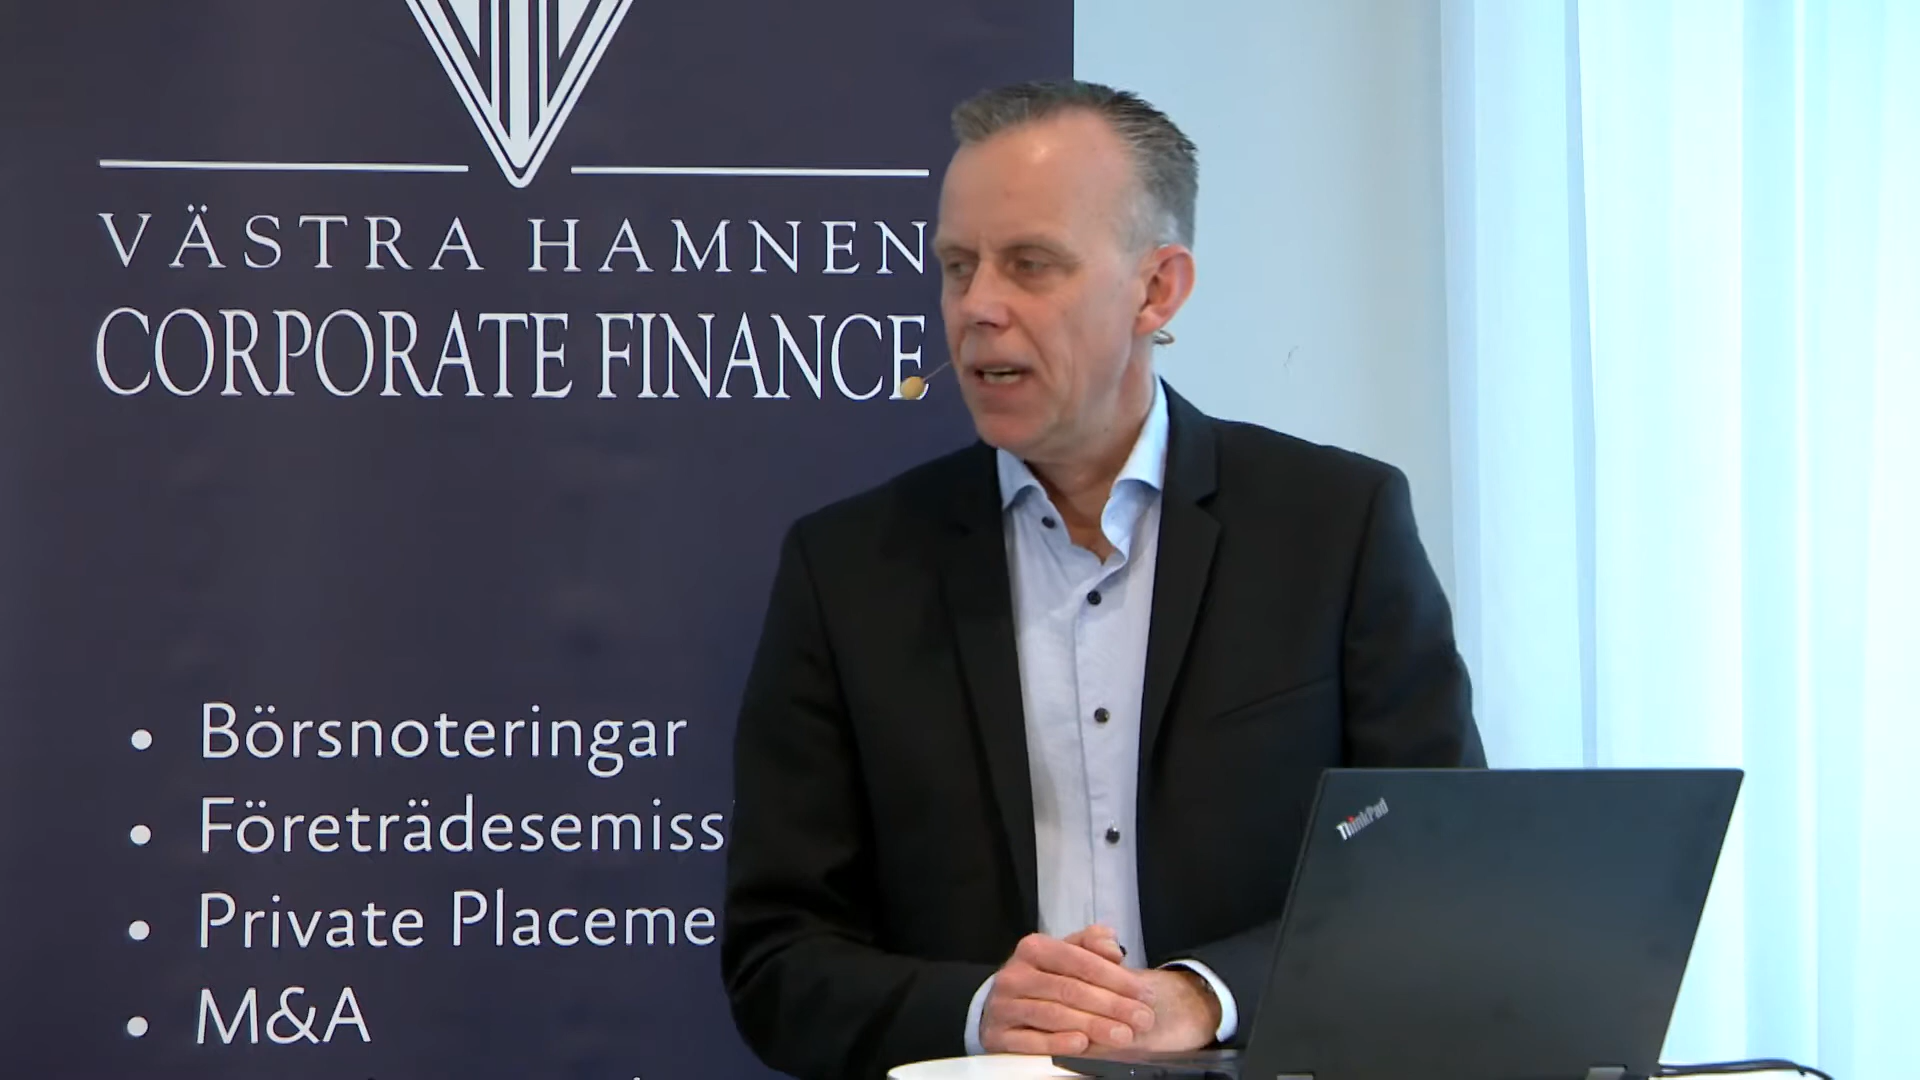 VÄSTRA HAMNEN
CORPORATE FINANCE
• Börsnoteringar
• Företrädesemiss
• Private Placeme
• M&A
ThinkPad